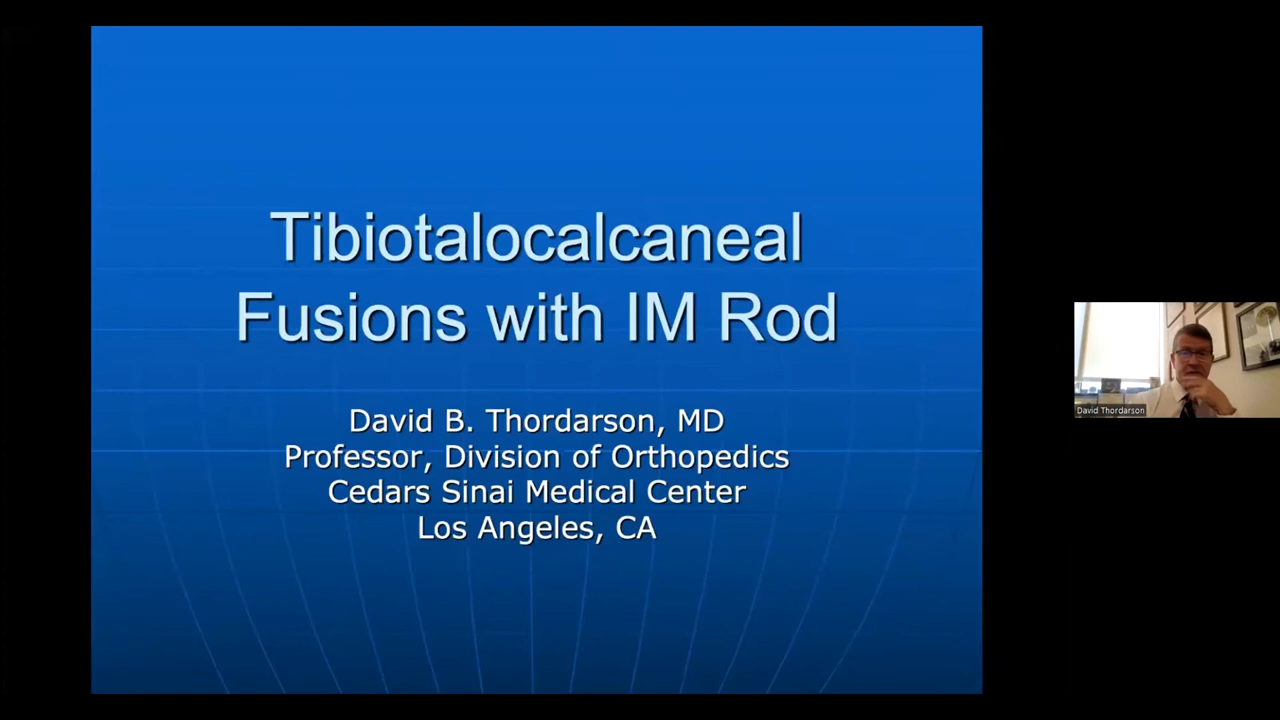 Tibiotalocalcaneal
Fusions with IM Rod
David B. Thordarson, MD
Professor, Division of Orthopedics
Cedars Sinai Medical Center
Los Angeles, CA
David Thordarson